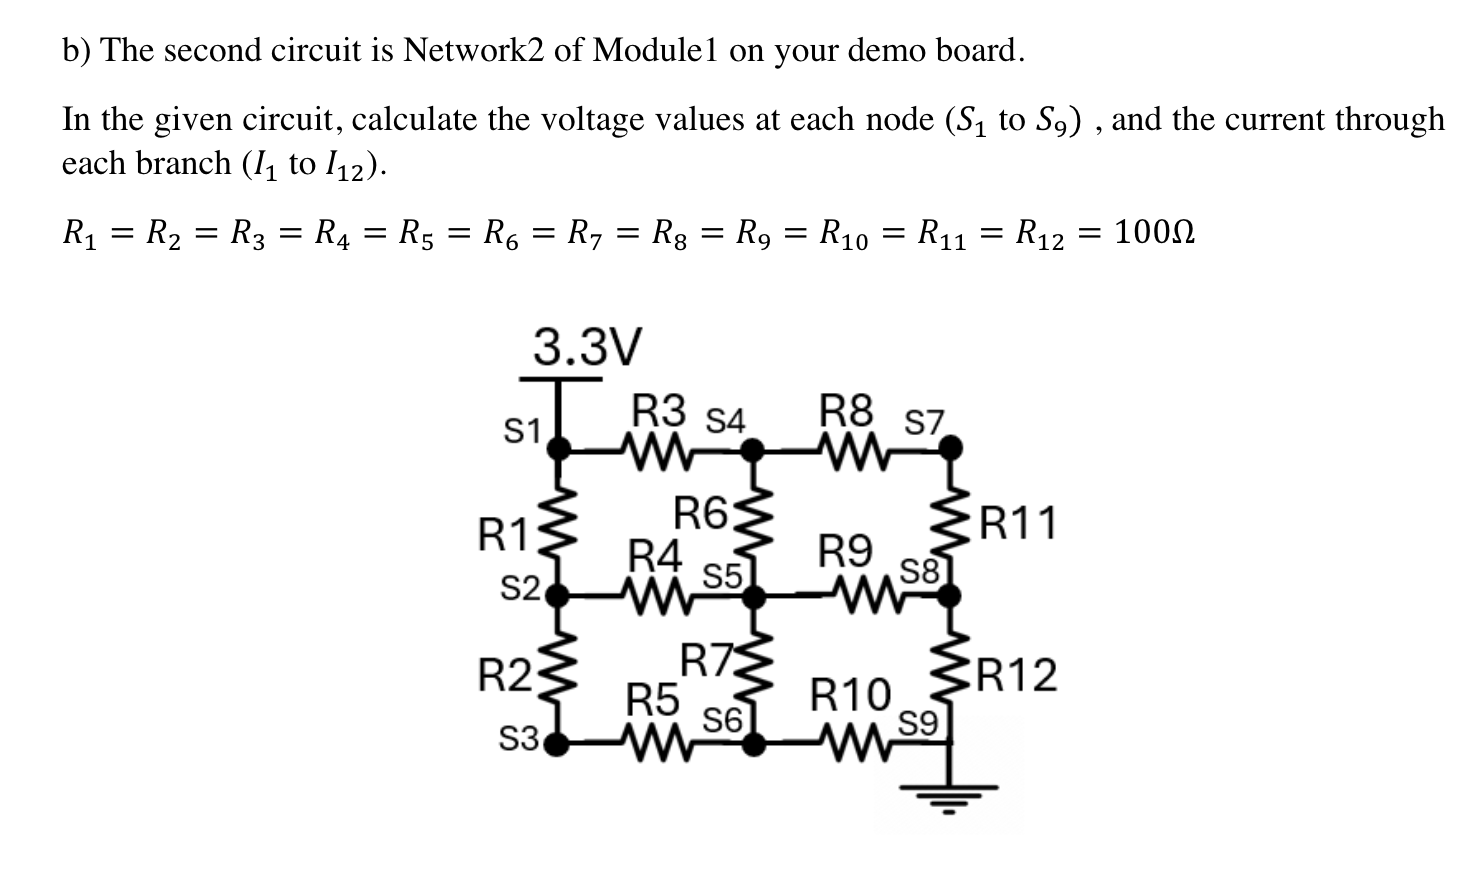 b) The second circuit is Network2 of Module1 on your demo board.
In the given circuit, calculate the voltage values at each node (𝑆₁ to 𝑆₉) , and the current through
each branch (𝐼₁ to 𝐼₁₂).
𝑅₁ = 𝑅₂ = 𝑅₃ = 𝑅₄ = 𝑅₅ = 𝑅₆ = 𝑅₇ = 𝑅₈ = 𝑅₉ = 𝑅₁₀ = 𝑅₁₁ = 𝑅₁₂ = 100Ω
3.3V
R3 S4 R8 S7
S1
R6 R11
R1
R4 R9
S2 S5 S8
R7
R2 R12
R5 R10
S3 S6 S9